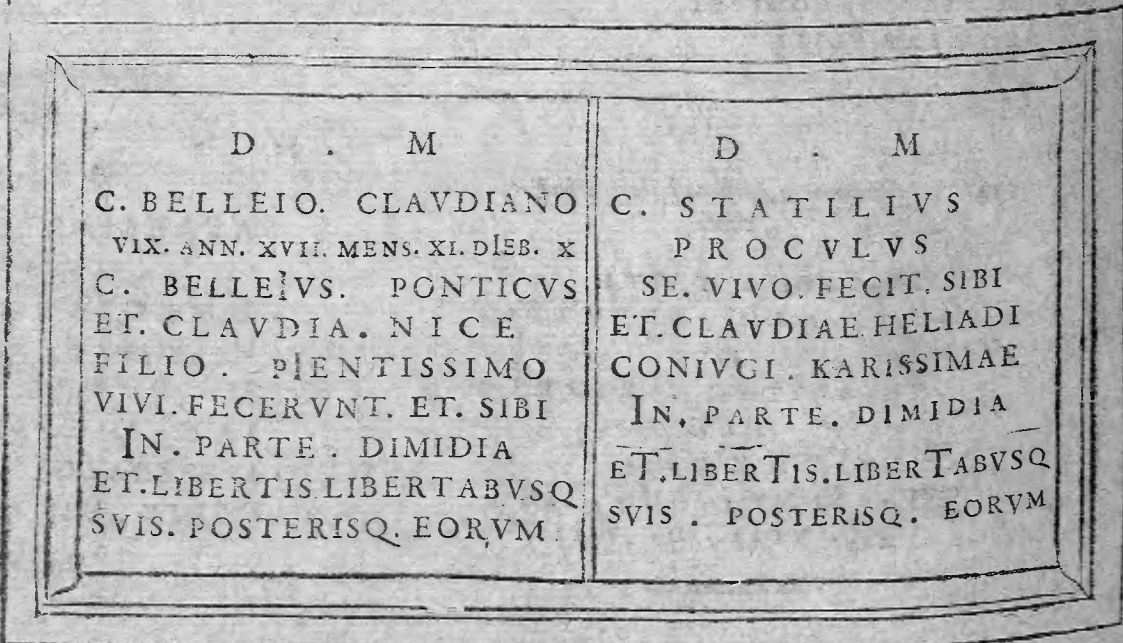 D . M
C. BELLEIO. CLAVDIANO
VIX. ANN. XVII. MENS. XI. DIEB. X
C. BELLEIVS. PONTICVS
ET. CLAVDIA. NICE
FILIO. PIENTISSIMO
VIVI. FECERVNT. ET. SIBI
IN. PARTE. DIMIDIA
ET. LIBERTIS. LIBERTABVSQ
SVIS. POSTERISQ. EORVM
D . M
C. STATILIVS
PROCVLVS
SE. VIVO. FECIT. SIBI
ET. CLAVDIAE. HELIADI
CONIVGI. KARISSIMAE
IN. PARTE. DIMIDIA
ET. LIBERTIS. LIBERTABVSQ
SVIS. POSTERISQ. EORVM